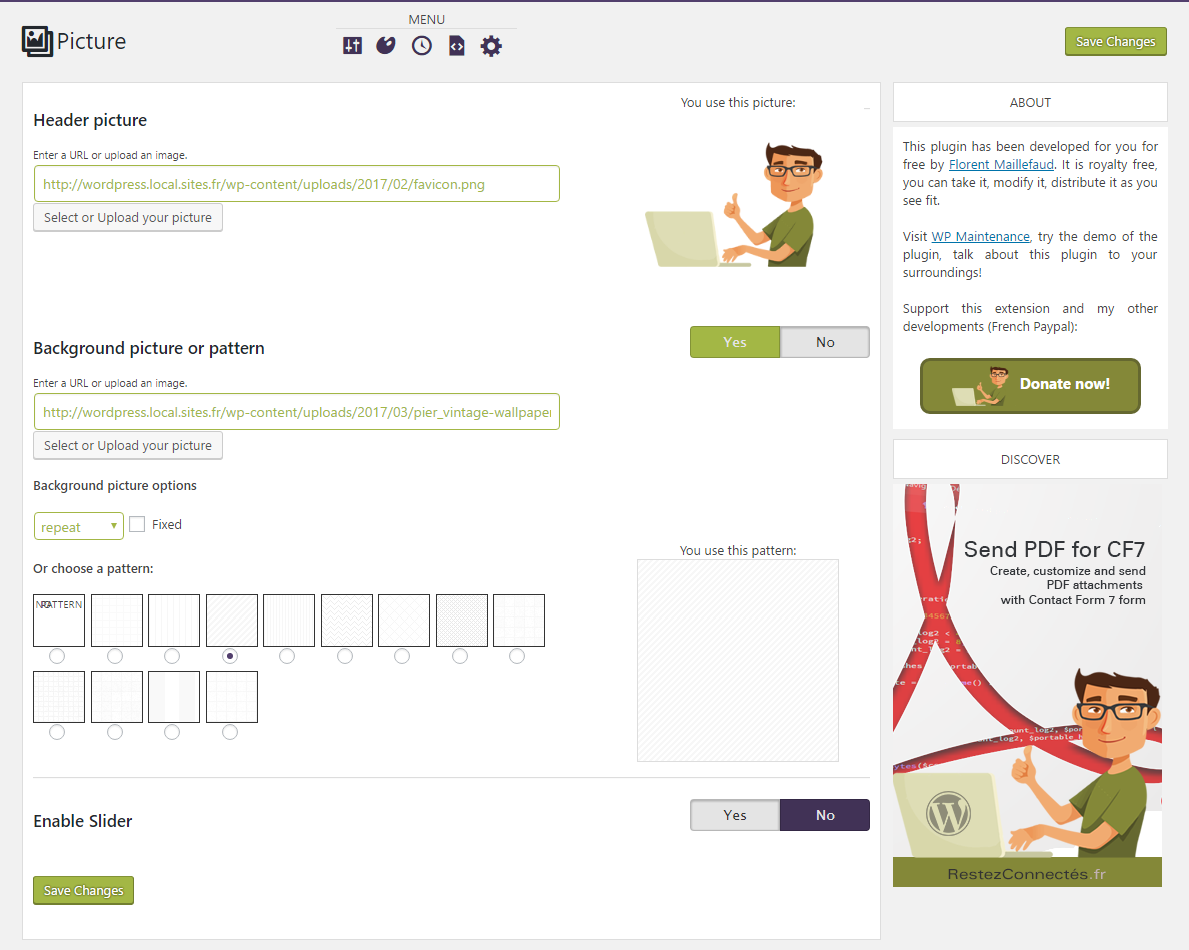 MENU
Picture
Save Changes
Header picture
You use this picture:
Enter a URL or upload an image.
http://wordpress.local.sites.fr/wp-content/uploads/2017/02/favicon.png
Select or Upload your picture
Background picture or pattern
Yes
No
Enter a URL or upload an image.
http://wordpress.local.sites.fr/wp-content/uploads/2017/03/pier_vintage-wallpaper
Select or Upload your picture
Background picture options
repeat
Fixed
You use this pattern:
Or choose a pattern:
NO
PATTERN
Enable Slider
Yes
No
Save Changes
ABOUT
This plugin has been developed for you for
free by Florent Maillefaud. It is royalty free,
you can take it, modify it, distribute it as you
see fit.
Visit WP Maintenance, try the demo of the
plugin, talk about this plugin to your
surroundings!
Support this extension and my other
developments (French Paypal):
Donate now!
DISCOVER
Send PDF for CF7
Create, customize and send
PDF attachments
with Contact Form 7 form
RestezConnectés.fr